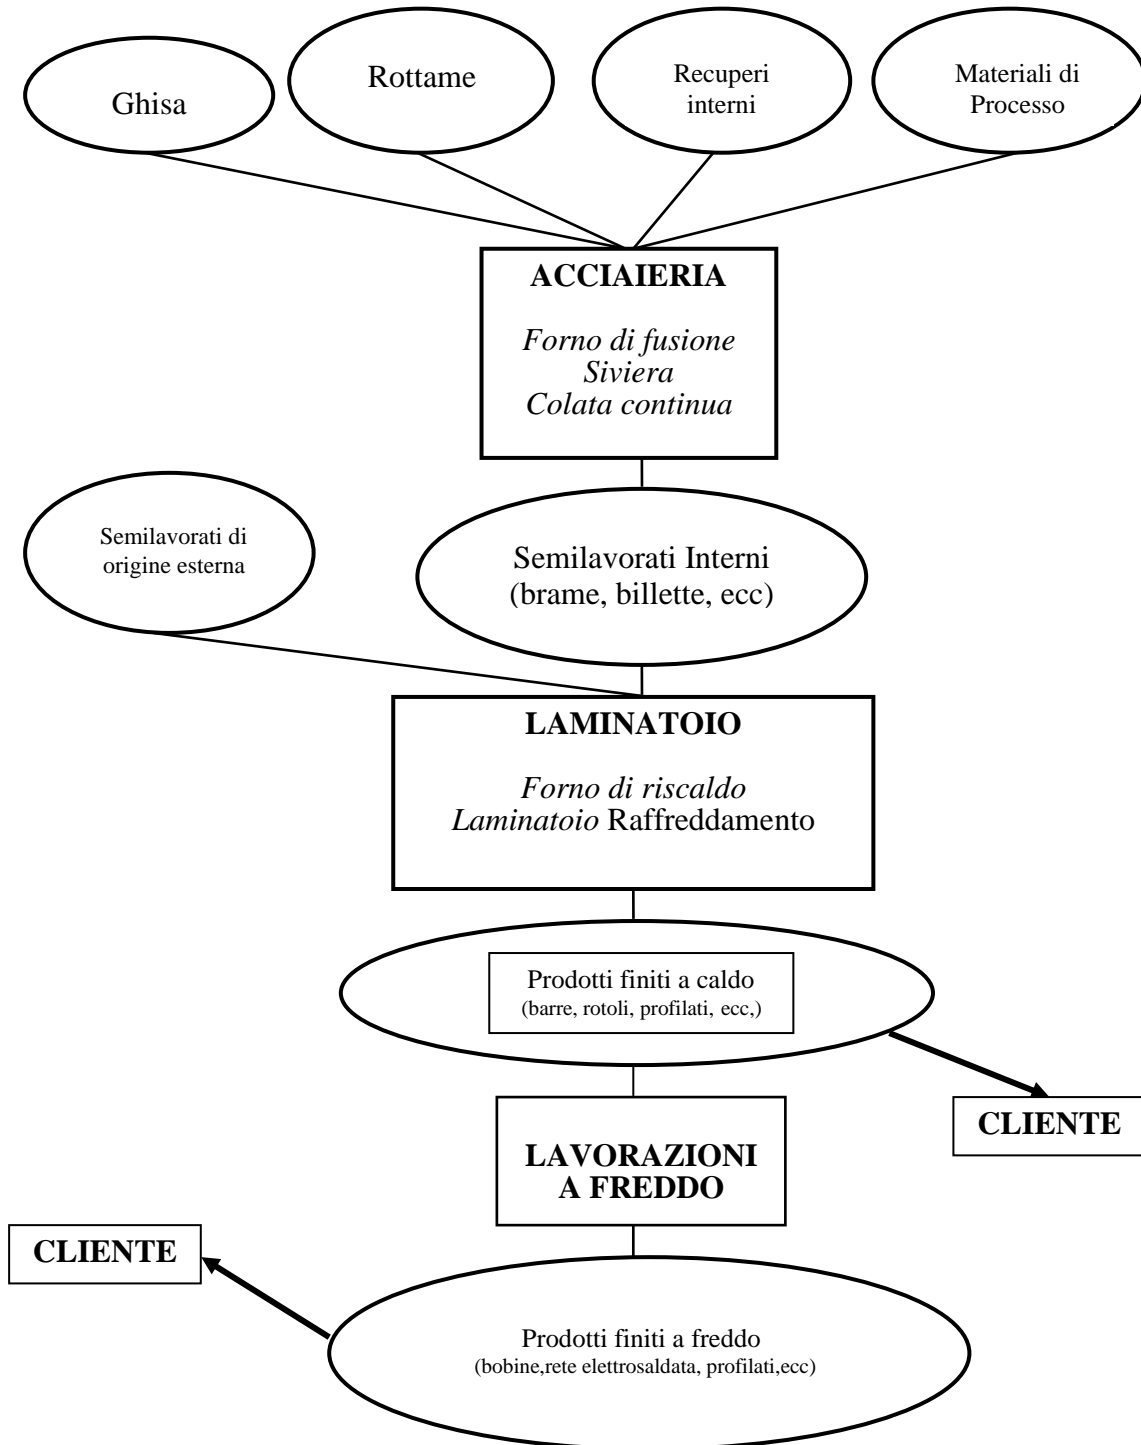 Ghisa
Rottame
Recuperi
interni
Materiali di
Processo
ACCIAIERIA
Forno di fusione
Siviera
Colata continua
Semilavorati di
origine esterna
Semilavorati Interni
(brame, billette, ecc)
LAMINATOIO
Forno di riscaldo
Laminatoio Raffreddamento
Prodotti finiti a caldo
(barre, rotoli, profilati, ecc,)
CLIENTE
LAVORAZIONI
A FREDDO
CLIENTE
Prodotti finiti a freddo
(bobine,rete elettrosaldata, profilati,ecc)